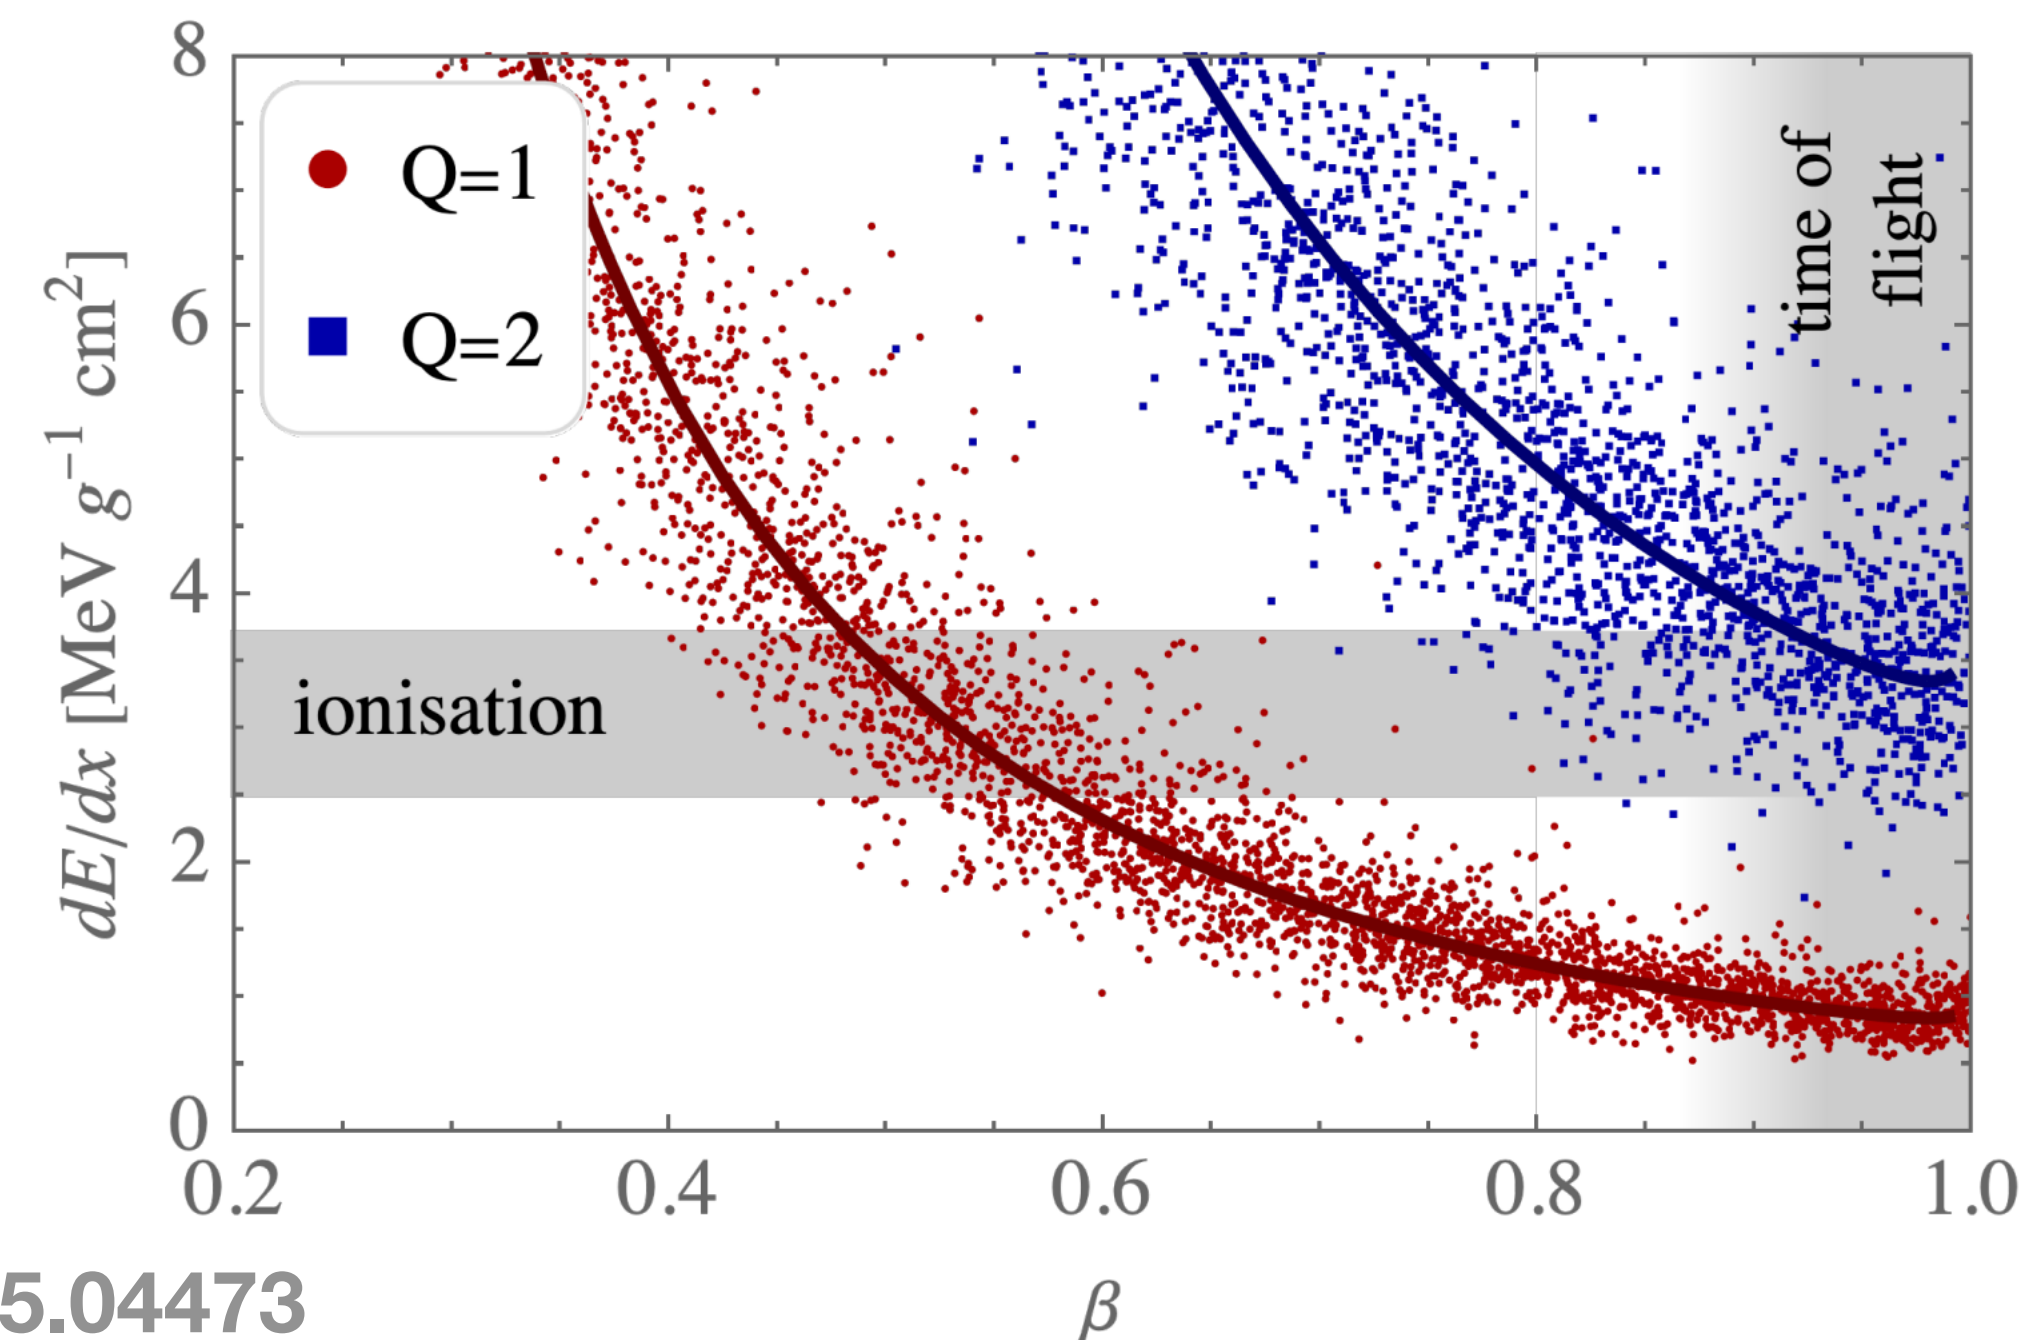 8
6
4
2
0
dE/dx [MeV g⁻¹ cm²]
Q=1
Q=2
ionisation
time of
flight
0.2 0.4 0.6 0.8 1.0
β
5.04473